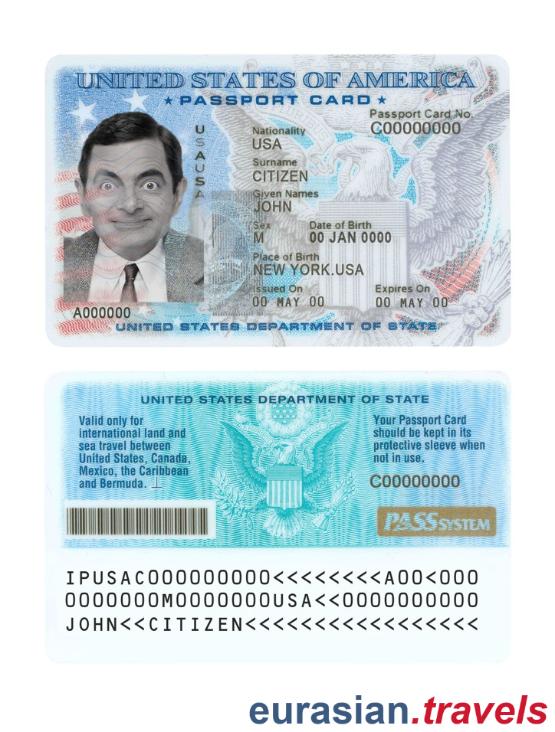 UNITED STATES OF AMERICA
★ PASSPORT CARD ★
Passport Card No.
C00000000
USAUSA
Nationality
USA
Surname
CITIZEN
Given Names
JOHN
Sex Date of Birth
M 00 JAN 0000
Place of Birth
NEW YORK.USA
Issued On Expires On
00 MAY 00 00 MAY 00
A000000
UNITED STATES DEPARTMENT OF STATE
UNITED STATES DEPARTMENT OF STATE
Valid only for
international land and
sea travel between
United States, Canada,
Mexico, the Caribbean
and Bermuda.
Your Passport Card
should be kept in its
protective sleeve when
not in use.
C00000000
PASS SYSTEM
IPUSAC000000000<<<<<<<<A00<000
0000000M0000000USA<<0000000000
JOHN<<CITIZEN<<<<<<<<<<<<<<<<<
eurasian.travels